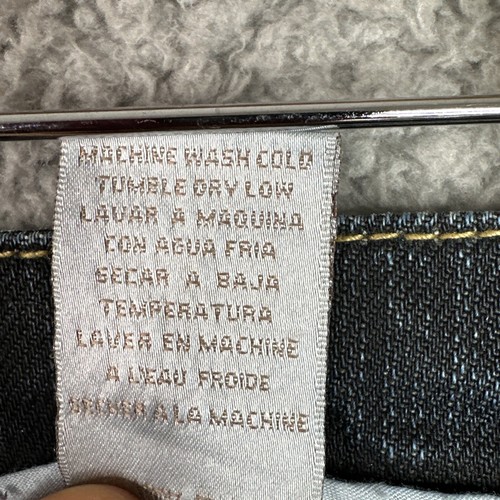 MACHINE WASH COLD
TUMBLE DRY LOW
LAVAR A MAQUINA
CON AGUA FRIA
SECAR A BAJA
TEMPERATURA
LAVER EN MACHINE
A L'EAU FROIDE
A LA MACHINE